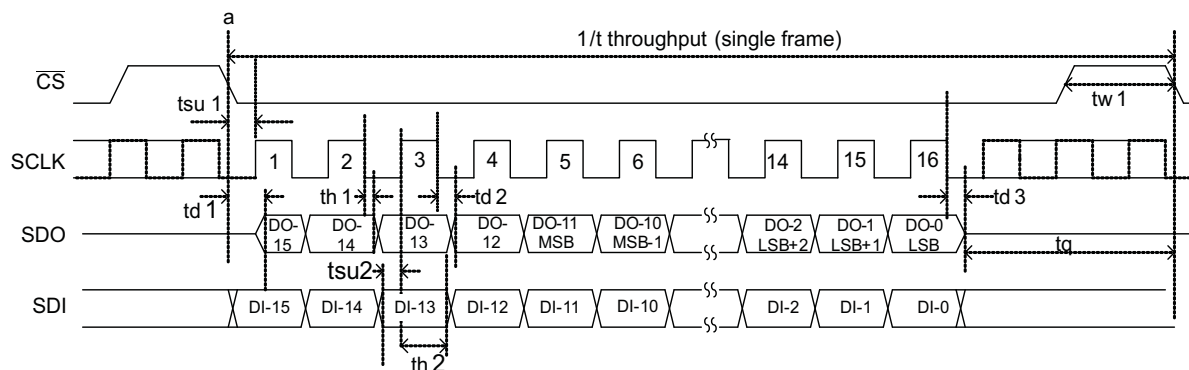 a
1/t throughput (single frame)
CS
tw 1
tsu 1
SCLK
1 2 3 4 5 6 14 15 16
td 1
th 1
td 2
td 3
SDO
DO-15
DO-14
DO-13
DO-12
DO-11 MSB
DO-10 MSB-1
DO-2 LSB+2
DO-1 LSB+1
DO-0 LSB
tq
tsu2
SDI
DI-15 DI-14 DI-13 DI-12 DI-11 DI-10 DI-2 DI-1 DI-0
th 2